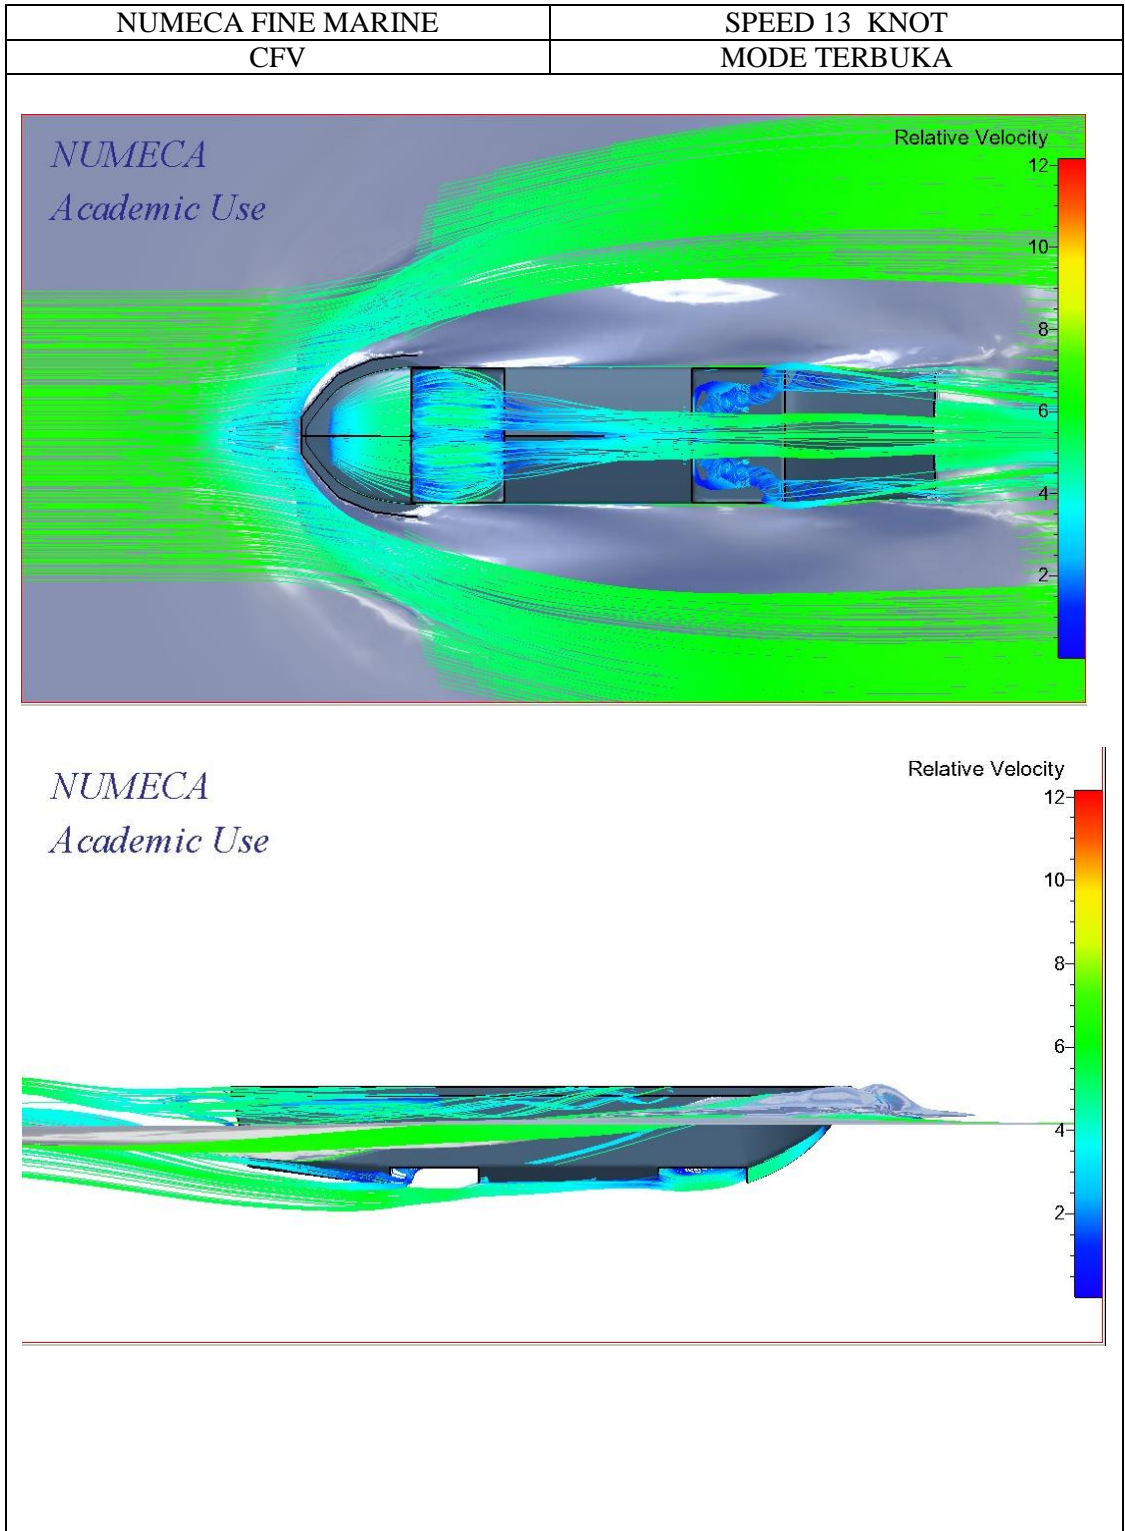 NUMECA FINE MARINE SPEED 13 KNOT
CFV MODE TERBUKA
NUMECA
Academic Use
Relative Velocity
12
10
8
6
4
2
NUMECA
Academic Use
Relative Velocity
12
10
8
6
4
2